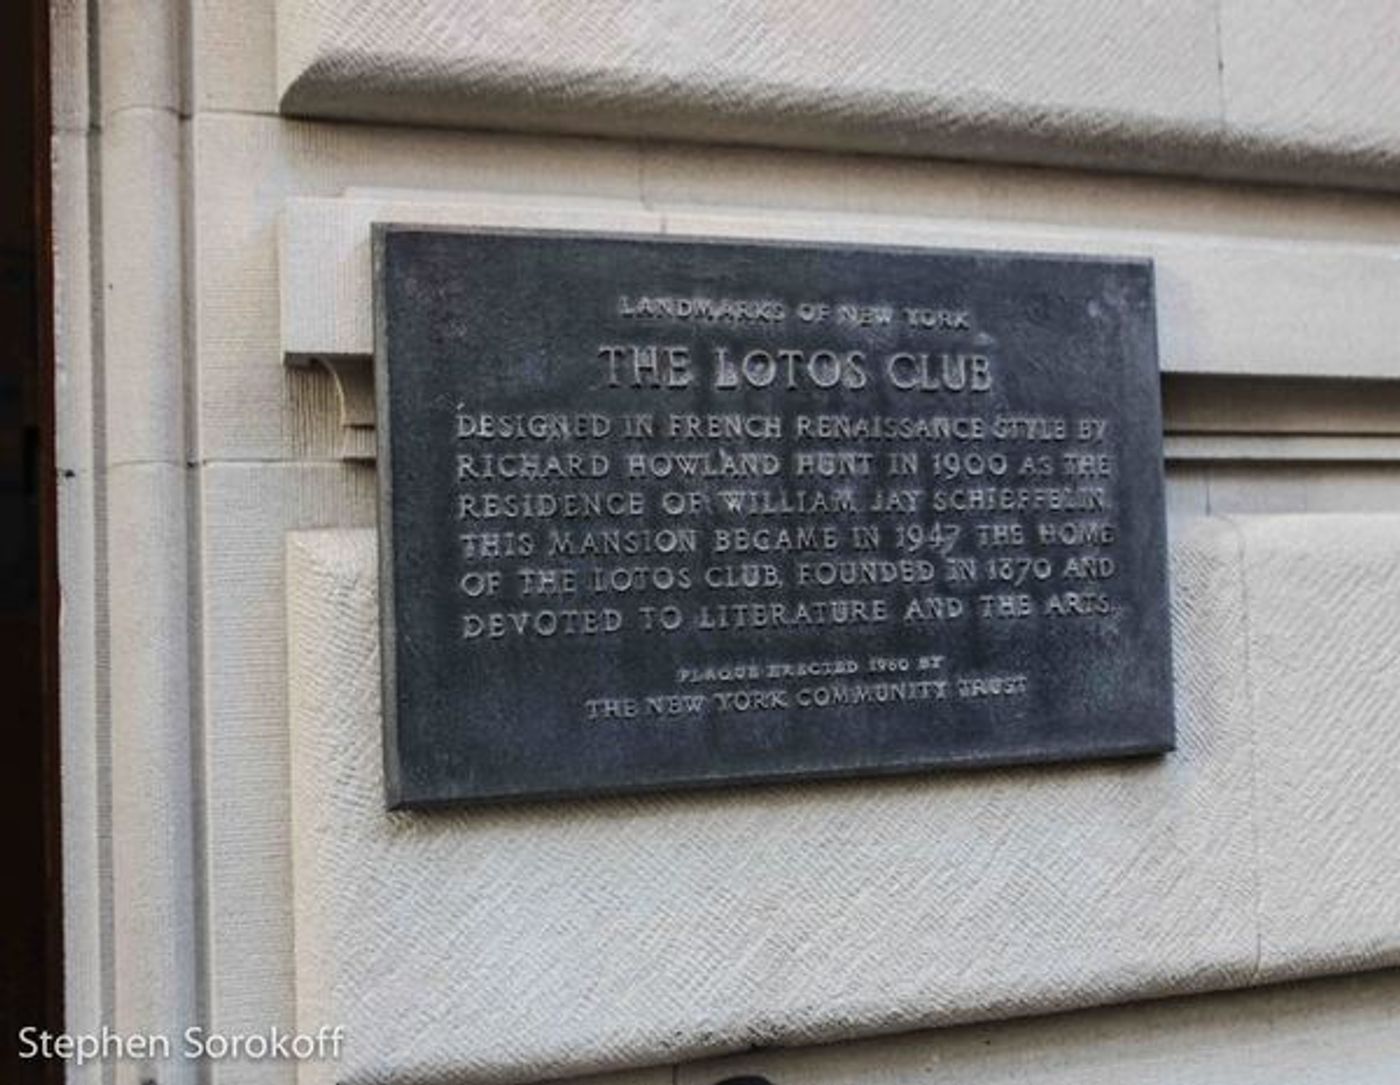 LANDMARKS OF NEW YORK
THE LOTOS CLUB
DESIGNED IN FRENCH RENAISSANCE STYLE BY
RICHARD HOWLAND HUNT IN 1900 AS THE
RESIDENCE OF WILLIAM JAY SCHIEFFELIN.
THIS MANSION BECAME IN 1947 THE HOME
OF THE LOTOS CLUB, FOUNDED IN 1870 AND
DEVOTED TO LITERATURE AND THE ARTS.
PLAQUE ERECTED 1960 BY
THE NEW YORK COMMUNITY TRUST
Stephen Sorokoff